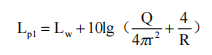 Lp1 = Lw + 10lg （Q/4πr² + 4/R）